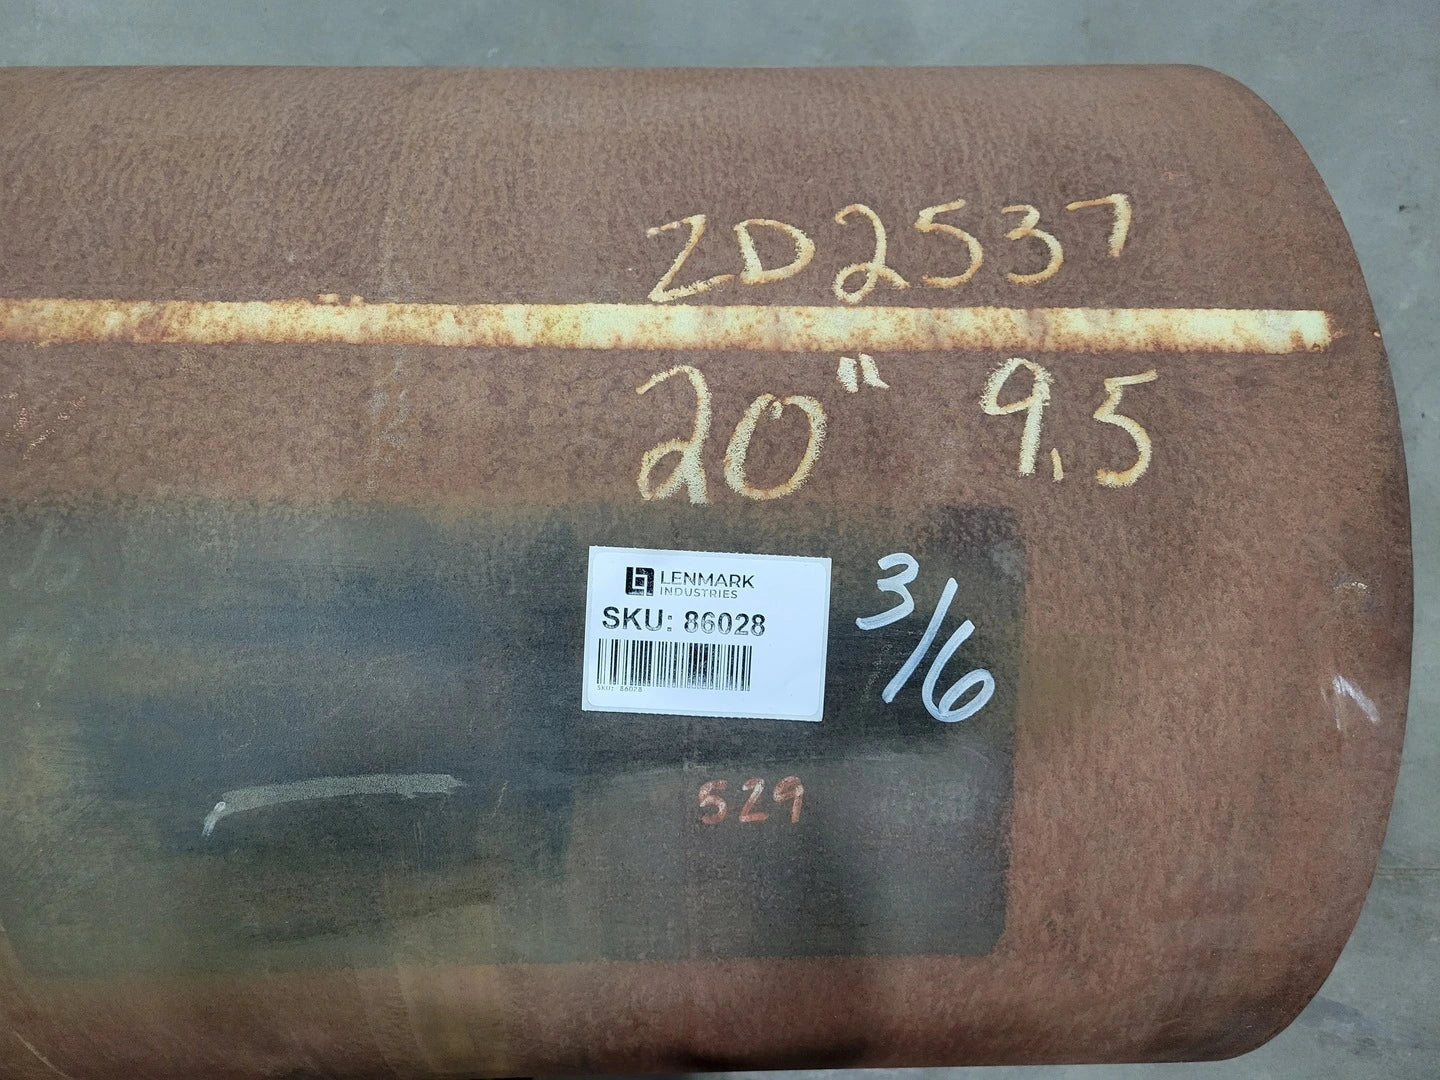 ZD2537
20" 9.5
LENMARK
INDUSTRIES
SKU: 86028
SKU: 86028
3/6
529